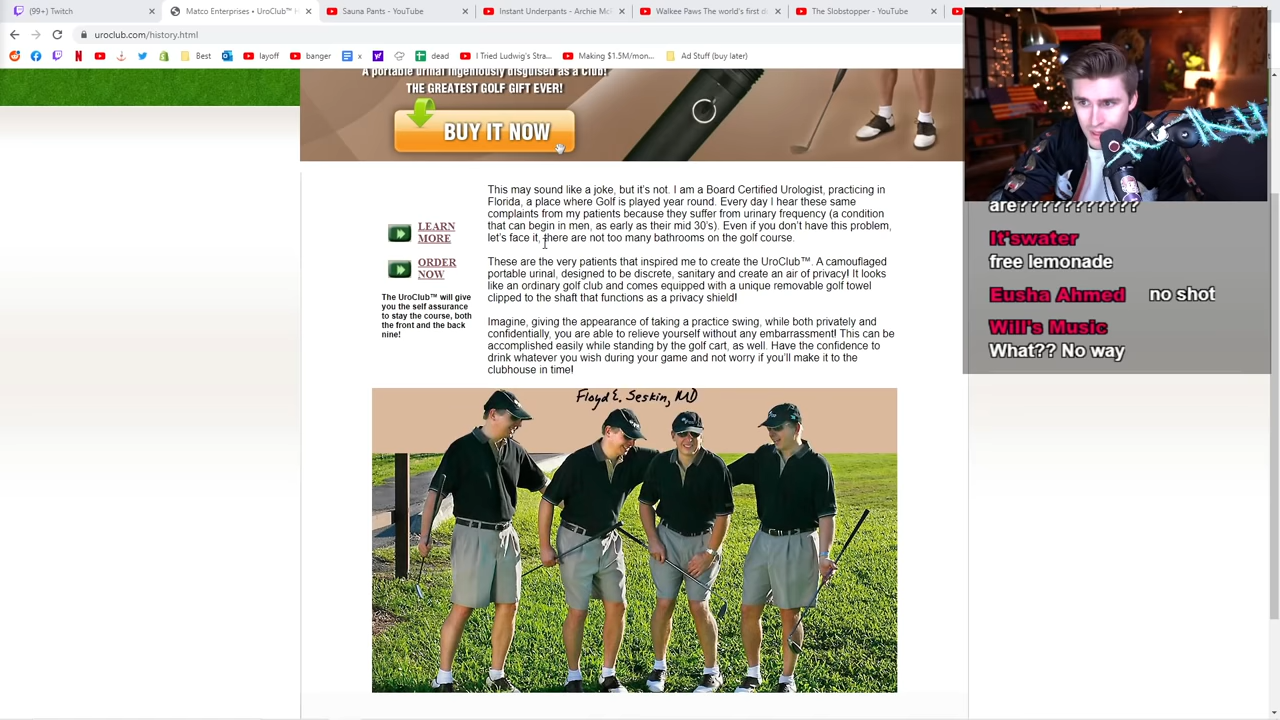 (99+) Twitch
Matco Enterprises • UroClub™ H
Sauna Pants - YouTube
Instant Underpants - Archie Mc
Walkee Paws The world's first d
The Slobstopper - YouTube
uroclub.com/history.html
Best
layoff
banger
x
dead
I Tried Ludwig's Stra...
Making $1.5M/mon...
Ad Stuff (buy later)
A portable urinal ingeniously disguised as a Club!
THE GREATEST GOLF GIFT EVER!
BUY IT NOW
LEARN
MORE
ORDER
NOW
The UroClub™ will give
you the self assurance
to stay the course, both
the front and the back
nine!
This may sound like a joke, but it's not. I am a Board Certified Urologist, practicing in
Florida, a place where Golf is played year round. Every day I hear these same
complaints from my patients because they suffer from urinary frequency (a condition
that can begin in men, as early as their mid 30's). Even if you don't have this problem,
let's face it, there are not too many bathrooms on the golf course.
These are the very patients that inspired me to create the UroClub™. A camouflaged
portable urinal, designed to be discrete, sanitary and create an air of privacy! It looks
like an ordinary golf club and comes equipped with a unique removable golf towel
clipped to the shaft that functions as a privacy shield!
Imagine, giving the appearance of taking a practice swing, while both privately and
confidentially, you are able to relieve yourself without any embarrassment! This can be
accomplished easily while standing by the golf cart, as well. Have the confidence to
drink whatever you wish during your game and not worry if you'll make it to the
clubhouse in time!
Floyd E. Seskin, MD
are???????????
It'swater
free lemonade
Eusha Ahmed no shot
Will's Music
What?? No way